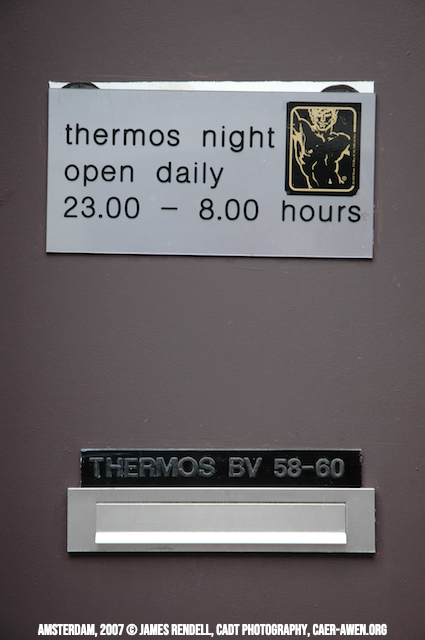 thermos night
open daily
23.00 – 8.00 hours
THERMOS BV 58-60
AMSTERDAM, 2007 © JAMES RENDELL, CADT PHOTOGRAPHY, CAER-AWEN.ORG